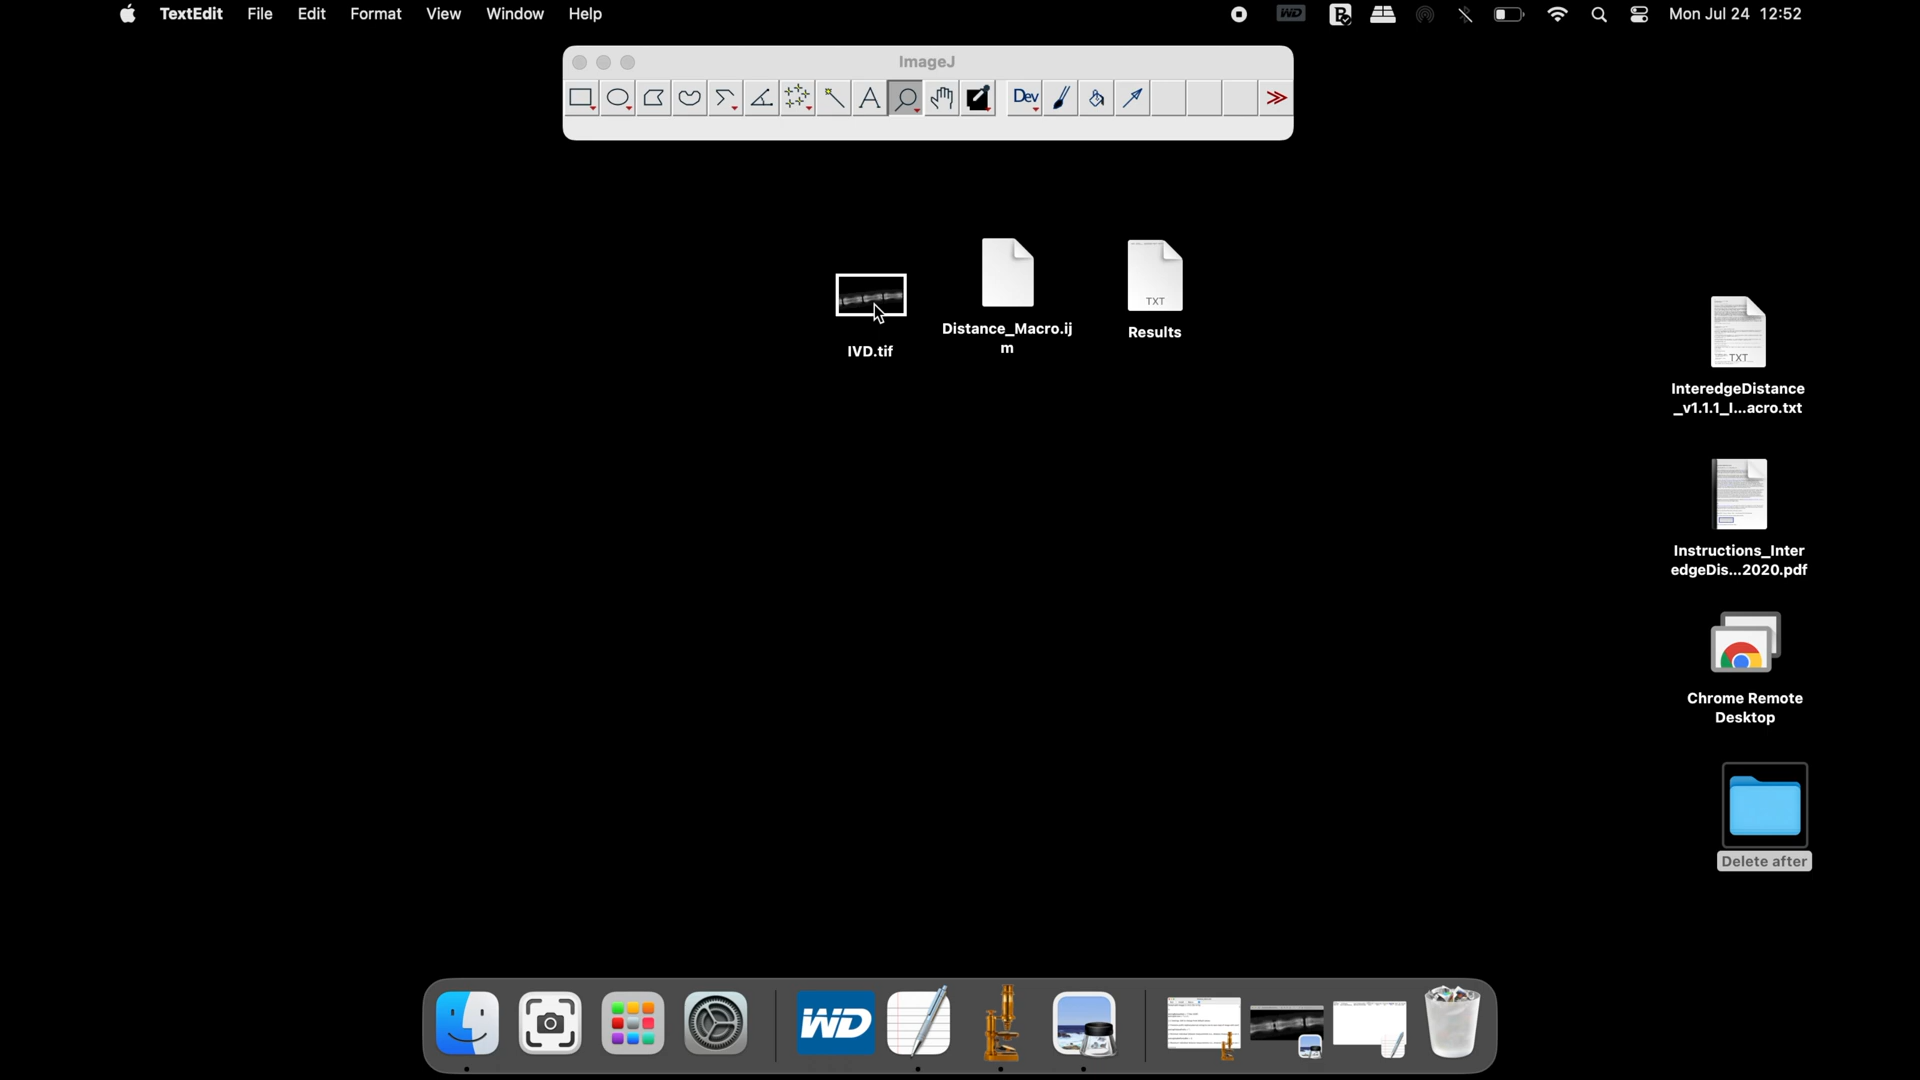 TextEdit File Edit Format View Window Help WD Mon Jul 24 12:52
ImageJ
Dev
TXT
IVD.tif
Distance_Macro.ij
m
Results
TXT
InteredgeDistance
_v1.1.1_I...acro.txt
Instructions_Inter
edgeDis...2020.pdf
Chrome Remote
Desktop
Delete after
WD